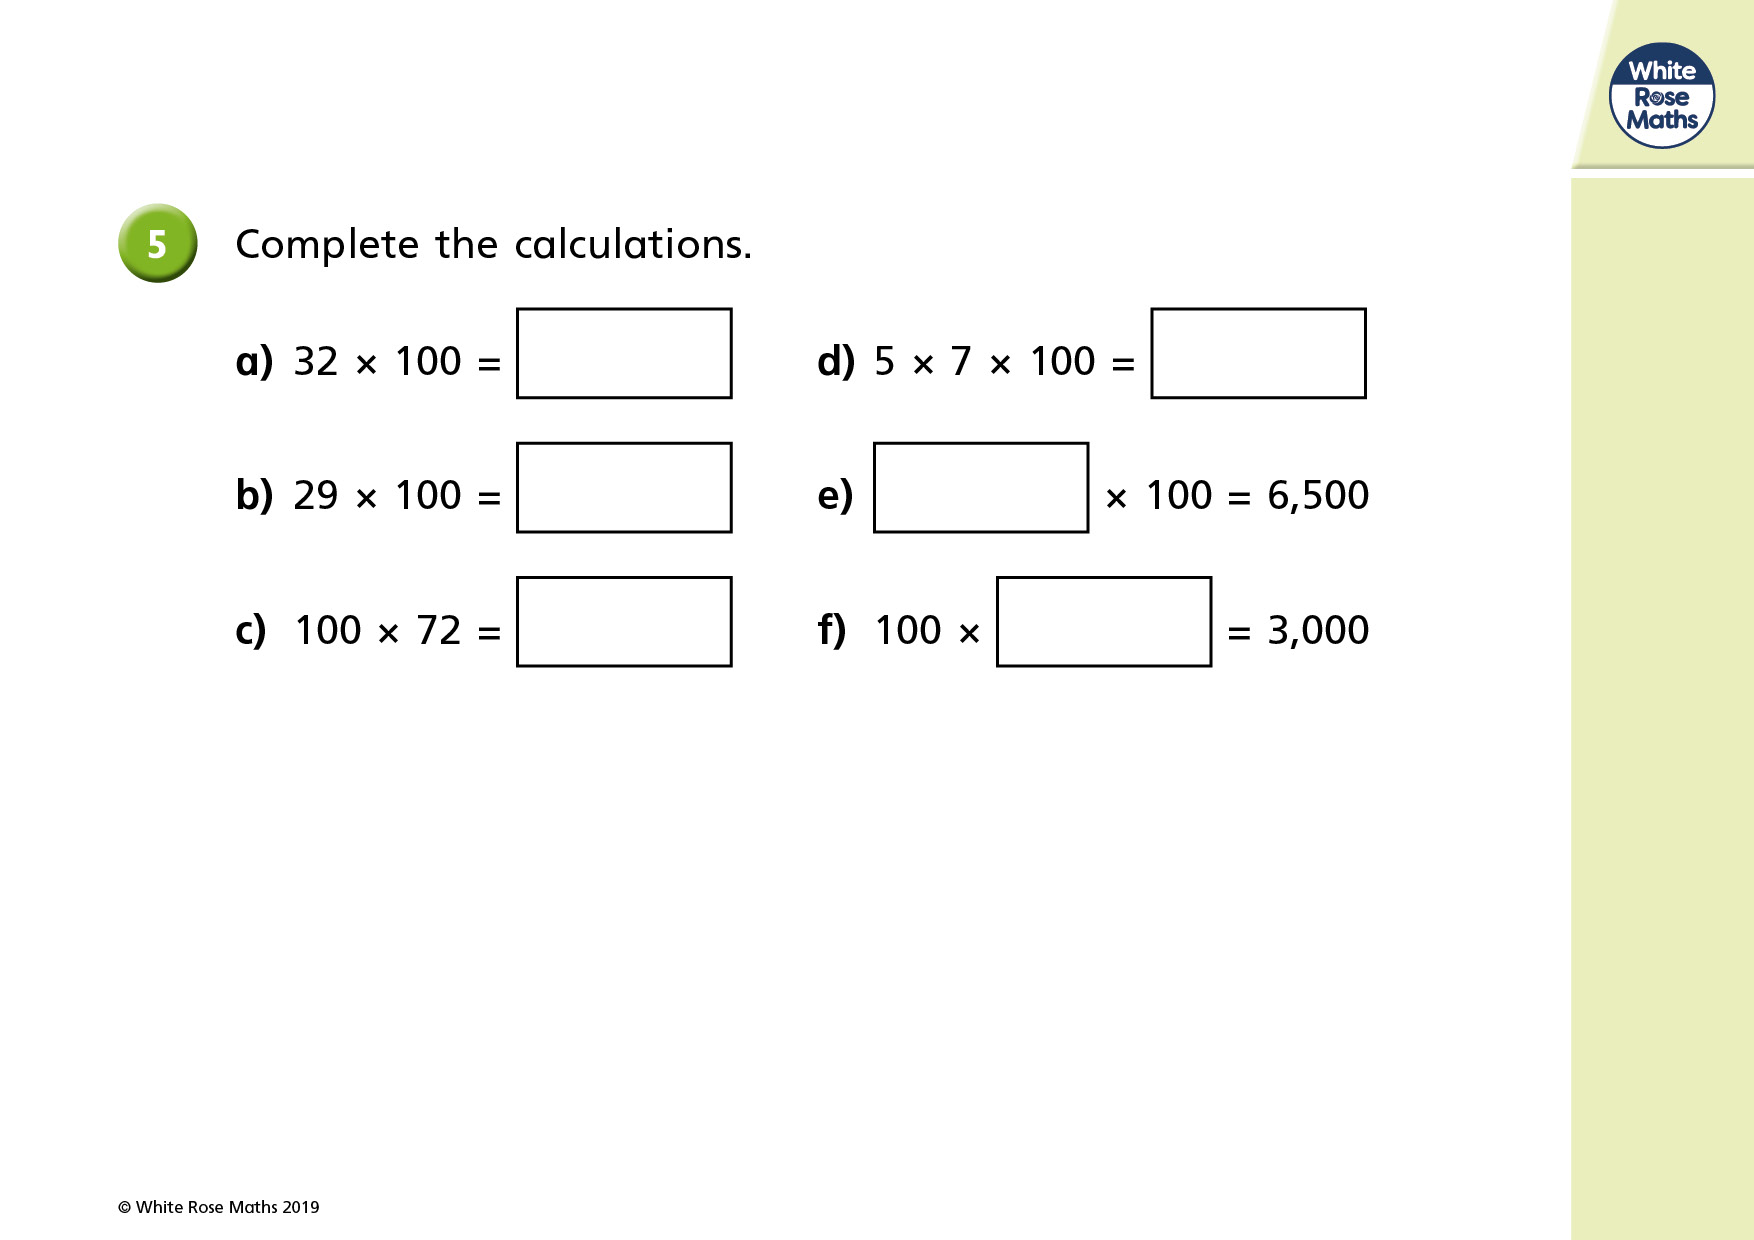 White
Rose
Maths
5 Complete the calculations.
a) 32 × 100 =
b) 29 × 100 =
c) 100 × 72 =
d) 5 × 7 × 100 =
e) × 100 = 6,500
f) 100 × = 3,000
© White Rose Maths 2019